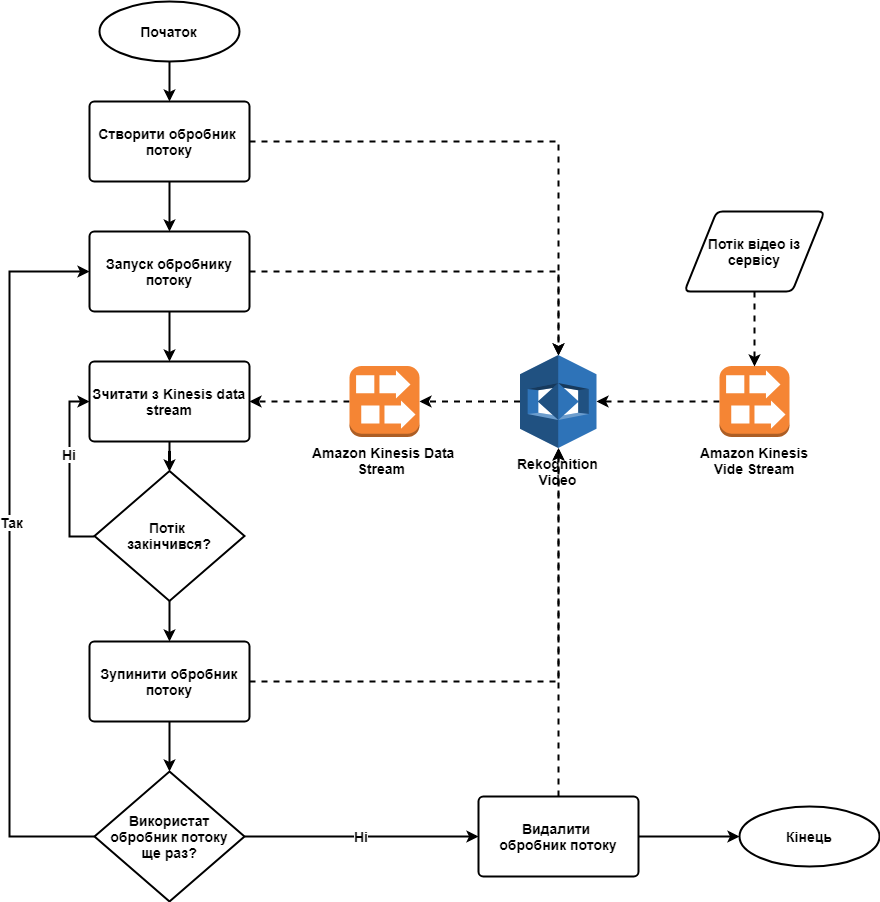 Початок
Створити обробник
потоку
Потік відео із
сервісу
Запуск обробнику
потоку
Зчитати з Kinesis data
stream
Ні
Amazon Kinesis Data
Stream
Rekognition
Video
Amazon Kinesis
Vide Stream
Так
Потік
закінчився?
Зупинити обробник
потоку
Використат
обробник потоку
ще раз?
Ні
Видалити
обробник потоку
Кінець